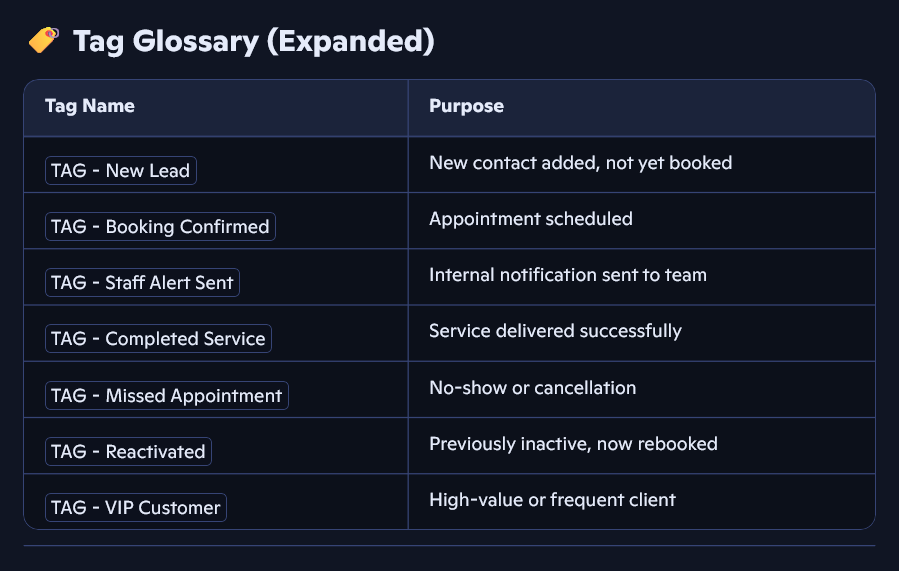 Tag Glossary (Expanded)
Tag Name Purpose
TAG - New Lead New contact added, not yet booked
TAG - Booking Confirmed Appointment scheduled
TAG - Staff Alert Sent Internal notification sent to team
TAG - Completed Service Service delivered successfully
TAG - Missed Appointment No-show or cancellation
TAG - Reactivated Previously inactive, now rebooked
TAG - VIP Customer High-value or frequent client